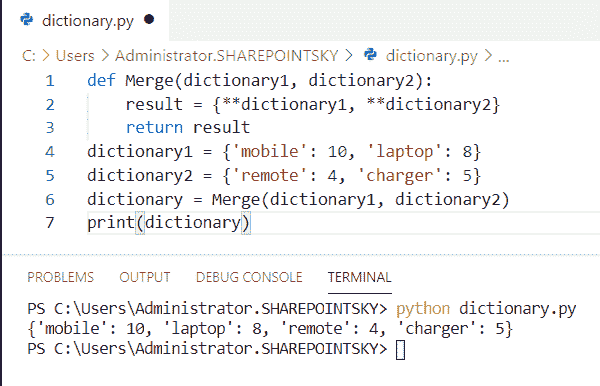 dictionary.py ●
C: > Users > Administrator.SHAREPOINTSKY > dictionary.py > ...
1 def Merge(dictionary1, dictionary2):
2     result = {**dictionary1, **dictionary2}
3     return result
4 dictionary1 = {'mobile': 10, 'laptop': 8}
5 dictionary2 = {'remote': 4, 'charger': 5}
6 dictionary = Merge(dictionary1, dictionary2)
7 print(dictionary)
PROBLEMS OUTPUT DEBUG CONSOLE TERMINAL
PS C:\Users\Administrator.SHAREPOINTSKY> python dictionary.py
{'mobile': 10, 'laptop': 8, 'remote': 4, 'charger': 5}
PS C:\Users\Administrator.SHAREPOINTSKY>